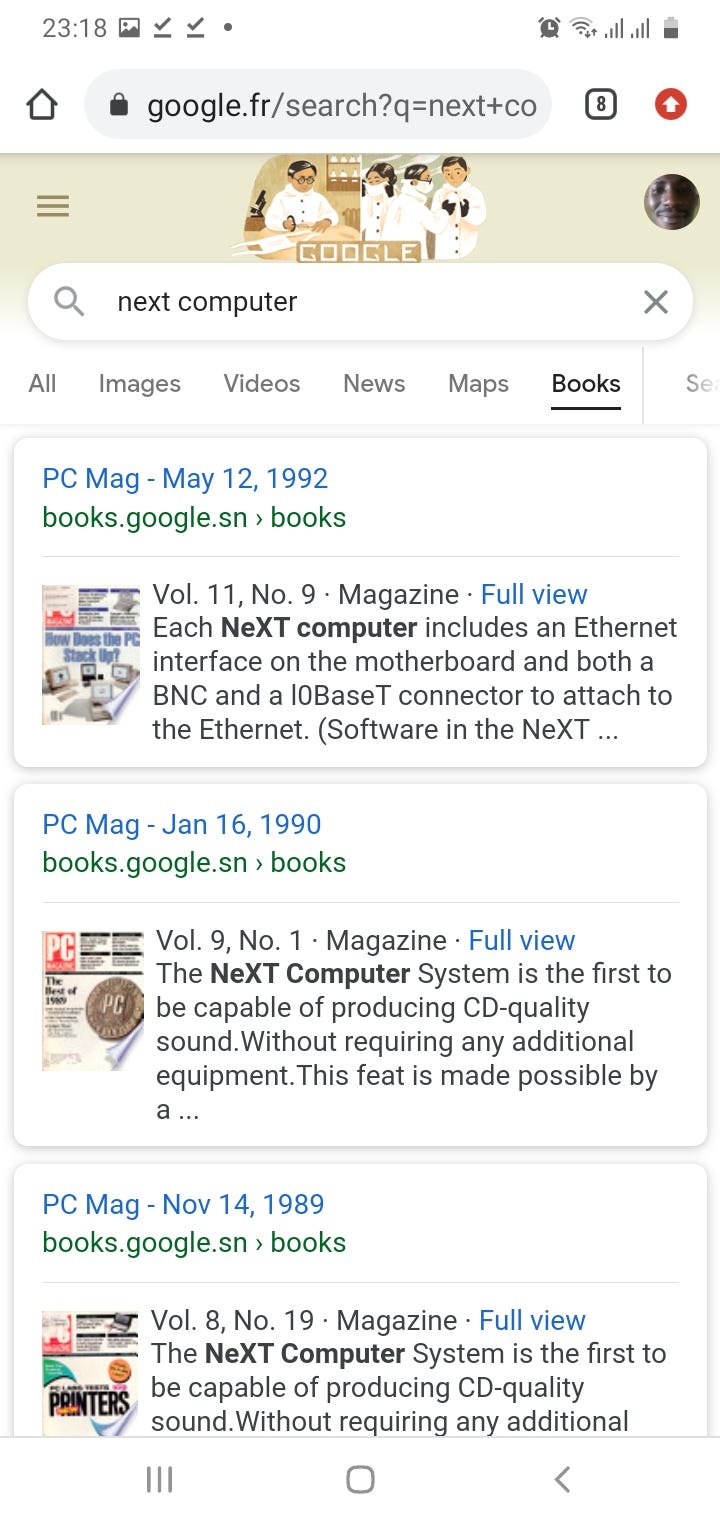 23:18
google.fr/search?q=next+co
8
GOOGLE
next computer
All Images Videos News Maps Books Sea
PC Mag - May 12, 1992
books.google.sn › books
Vol. 11, No. 9 · Magazine · Full view
Each NeXT computer includes an Ethernet
interface on the motherboard and both a
BNC and a l0BaseT connector to attach to
the Ethernet. (Software in the NeXT ...
How Does the PC
Stack Up?
PC Mag - Jan 16, 1990
books.google.sn › books
Vol. 9, No. 1 · Magazine · Full view
The NeXT Computer System is the first to
be capable of producing CD-quality
sound.Without requiring any additional
equipment.This feat is made possible by
a ...
PC
MAGAZINE
The
Best of
1989
PC
PC Mag - Nov 14, 1989
books.google.sn › books
Vol. 8, No. 19 · Magazine · Full view
The NeXT Computer System is the first to
be capable of producing CD-quality
sound.Without requiring any additional
PC LABS TESTS
PRINTERS